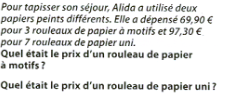 Pour tapisser son séjour, Alida a utilisé deux
papiers peints différents. Elle a dépensé 69,90 €
pour 3 rouleaux de papier à motifs et 97,30 €
pour 7 rouleaux de papier uni.
Quel était le prix d'un rouleau de papier
à motifs ?
Quel était le prix d'un rouleau de papier uni ?